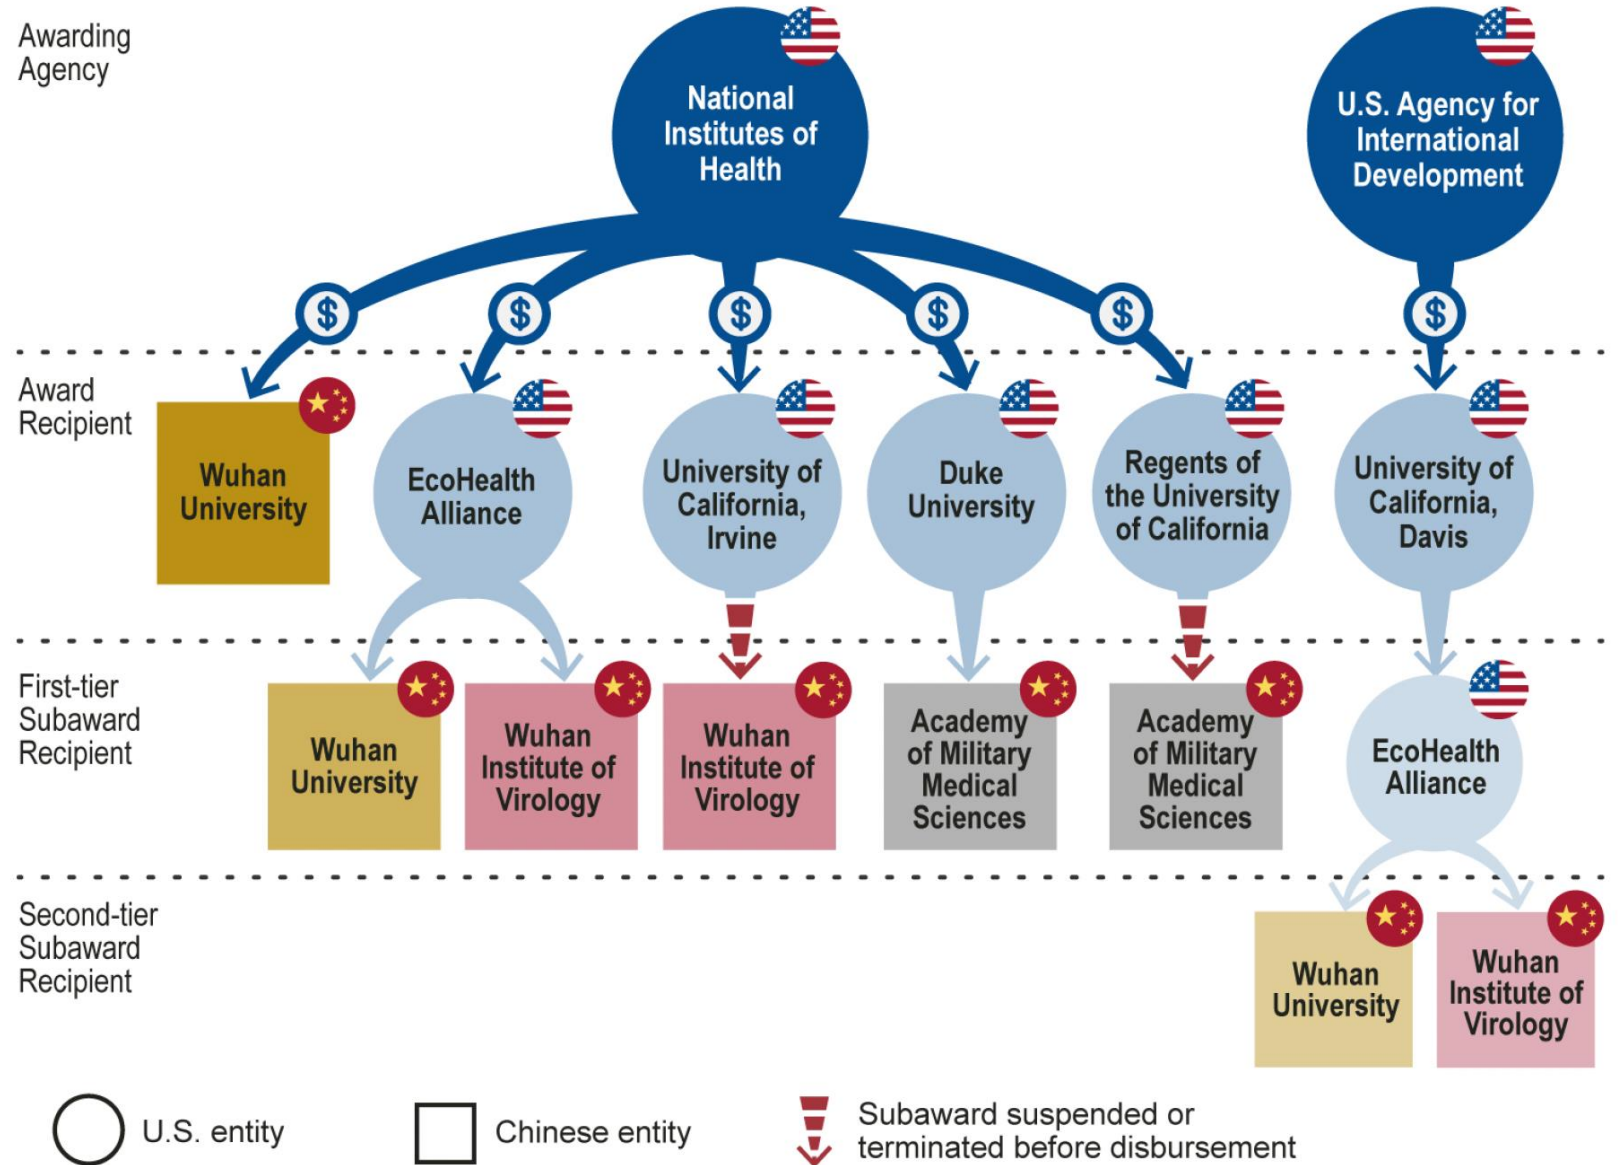 Awarding
Agency
National
Institutes of
Health
U.S. Agency for
International
Development
$
$
$
$
$
$
Award
Recipient
Wuhan
University
EcoHealth
Alliance
University of
California,
Irvine
Duke
University
Regents of
the University
of California
University of
California,
Davis
First-tier
Subaward
Recipient
Wuhan
University
Wuhan
Institute of
Virology
Wuhan
Institute of
Virology
Academy
of Military
Medical
Sciences
Academy
of Military
Medical
Sciences
EcoHealth
Alliance
Second-tier
Subaward
Recipient
Wuhan
University
Wuhan
Institute of
Virology
U.S. entity
Chinese entity
Subaward suspended or
terminated before disbursement